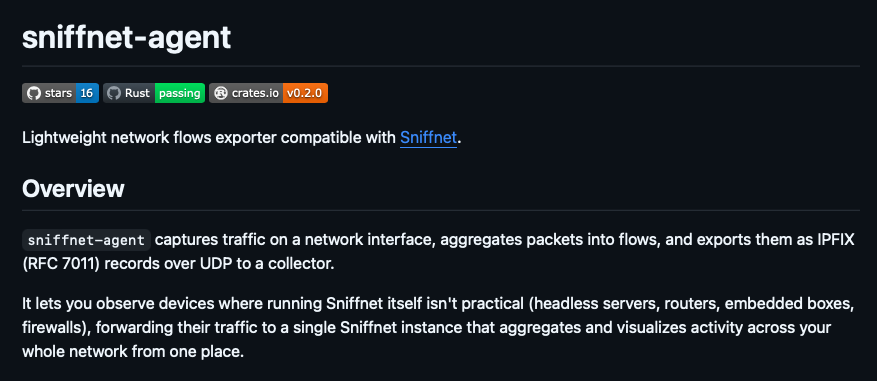 sniffnet-agent
stars 16 Rust passing crates.io v0.2.0
Lightweight network flows exporter compatible with Sniffnet.
Overview
sniffnet-agent captures traffic on a network interface, aggregates packets into flows, and exports them as IPFIX
(RFC 7011) records over UDP to a collector.
It lets you observe devices where running Sniffnet itself isn't practical (headless servers, routers, embedded boxes,
firewalls), forwarding their traffic to a single Sniffnet instance that aggregates and visualizes activity across your
whole network from one place.